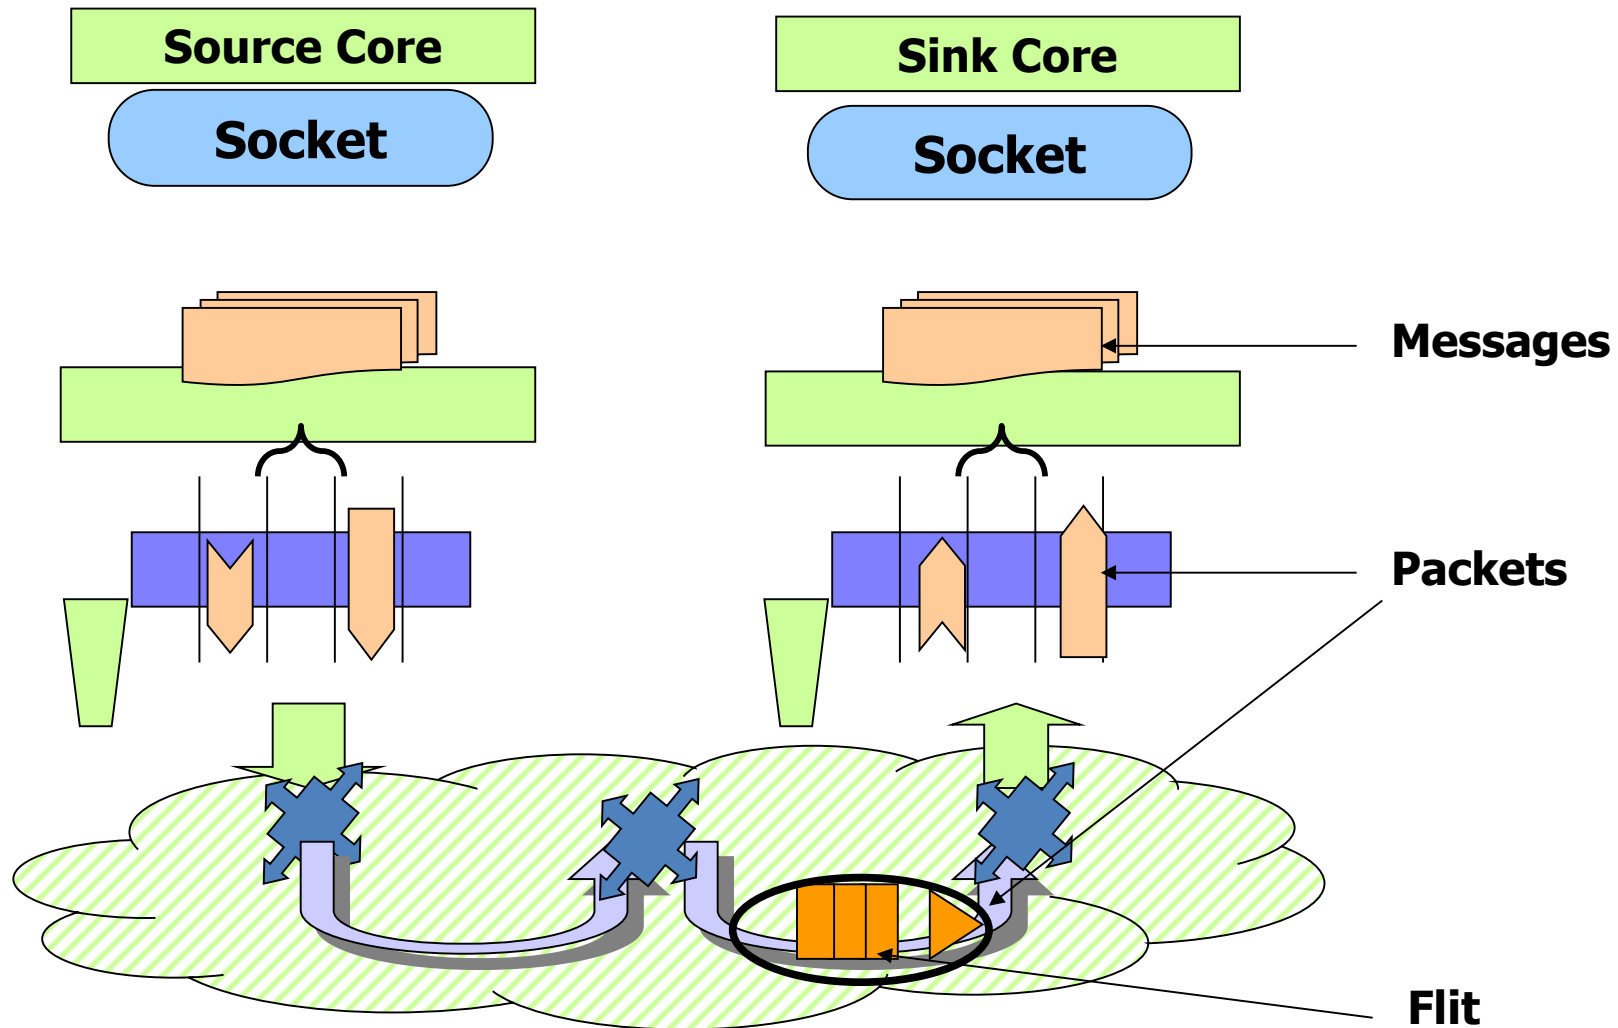 Source Core
Sink Core
Socket
Socket
Messages
Packets
Flit